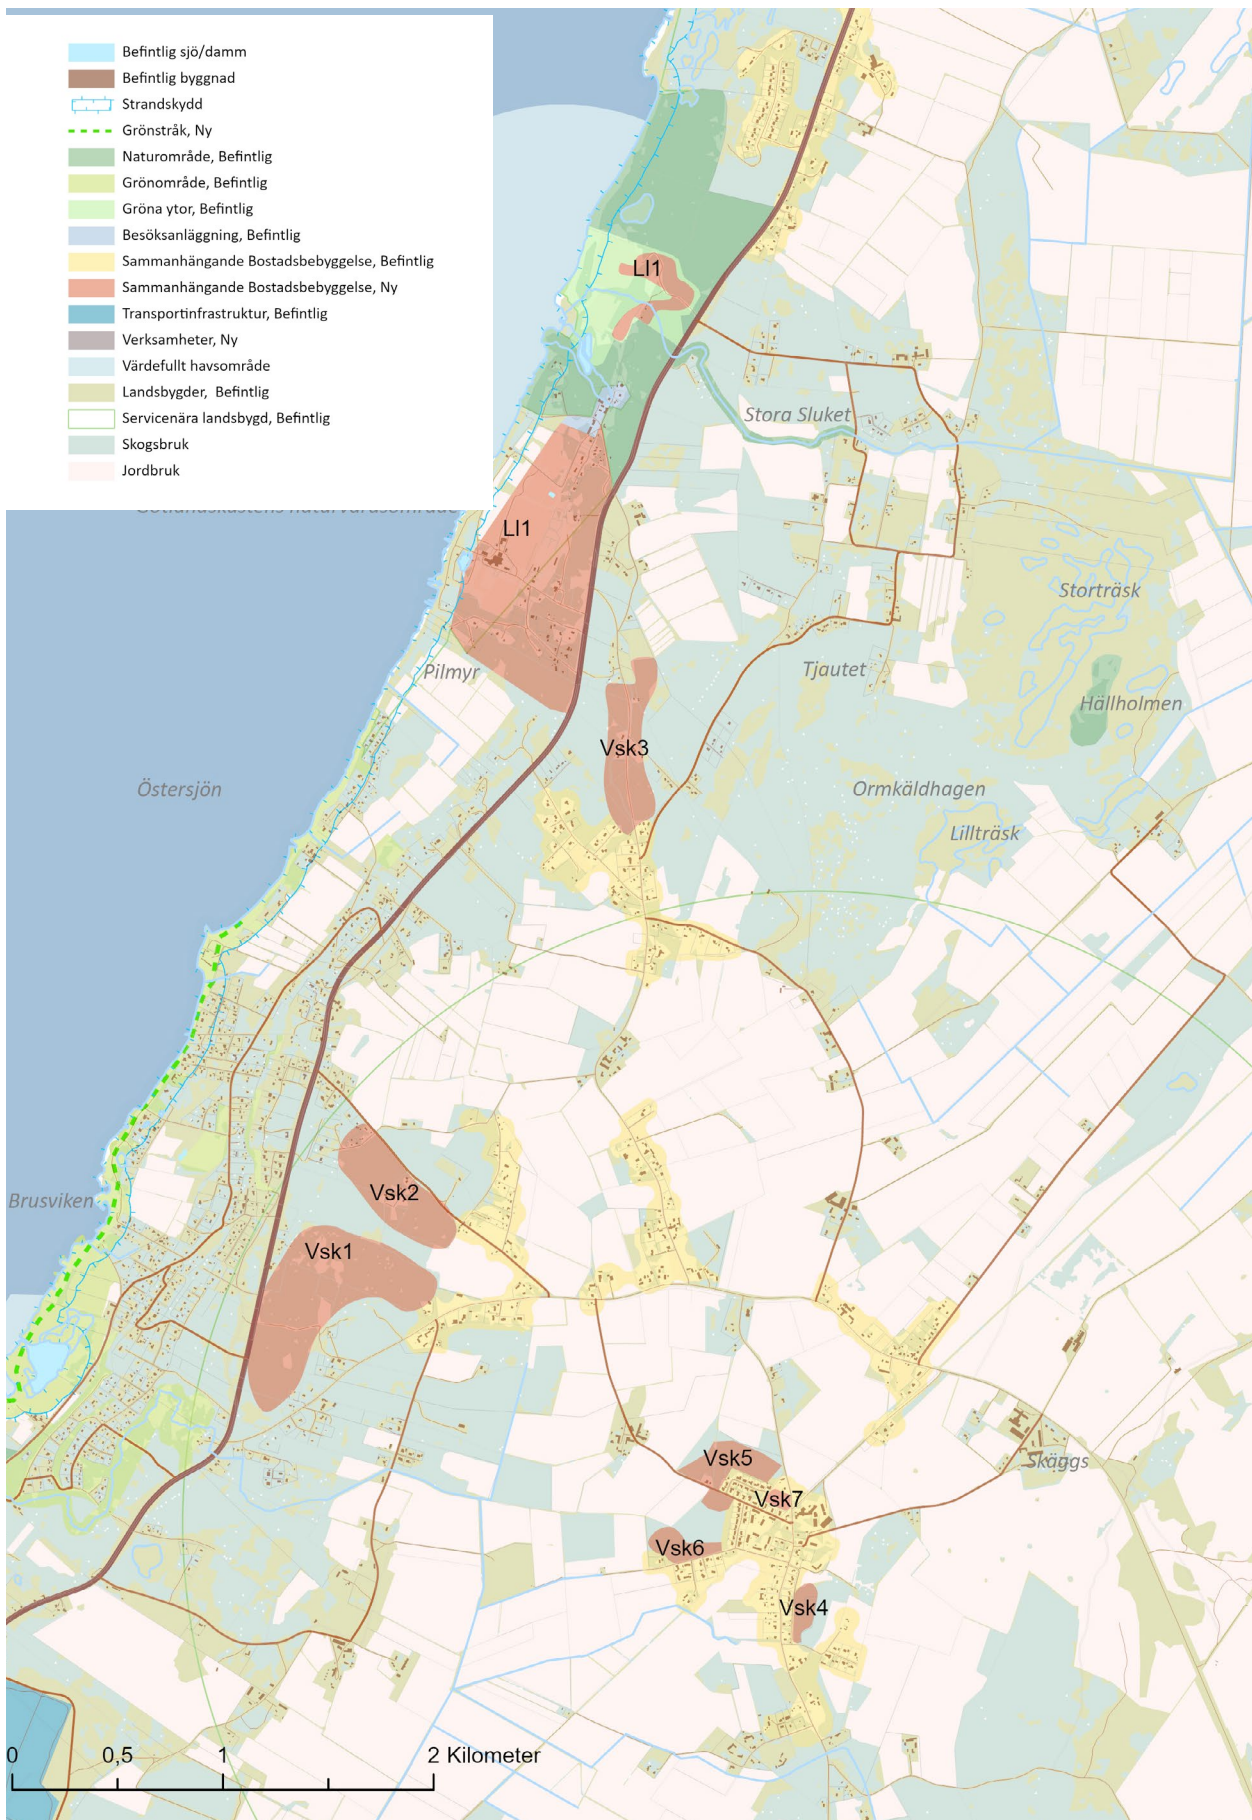 Befintlig sjö/damm
Befintlig byggnad
Strandskydd
Grönstråk, Ny
Naturområde, Befintlig
Grönområde, Befintlig
Gröna ytor, Befintlig
Besöksanläggning, Befintlig
Sammanhängande Bostadsbebyggelse, Befintlig
Sammanhängande Bostadsbebyggelse, Ny
Transportinfrastruktur, Befintlig
Verksamheter, Ny
Värdefullt havsområde
Landsbygder, Befintlig
Servicenära landsbygd, Befintlig
Skogsbruk
Jordbruk
Ll1
Stora Sluket
Ll1
Storträsk
Pilmyr
Tjautet
Hällholmen
Vsk3
Östersjön
Ormkäldhagen
Lillträsk
Vsk2
Brusviken
Vsk1
Vsk5
Skäggs
Vsk7
Vsk6
Vsk4
0 0,5 1 2 Kilometer